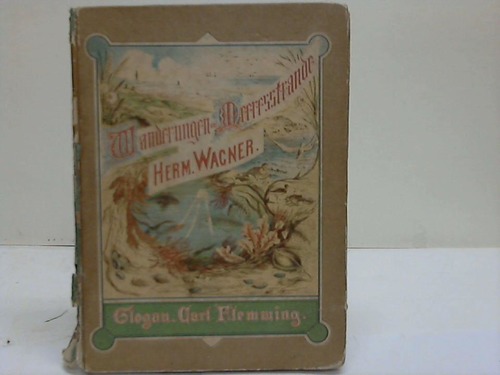 Wanderungen am Meeresstrande
HERM. WAGNER.
Glogau. Carl Flemming.